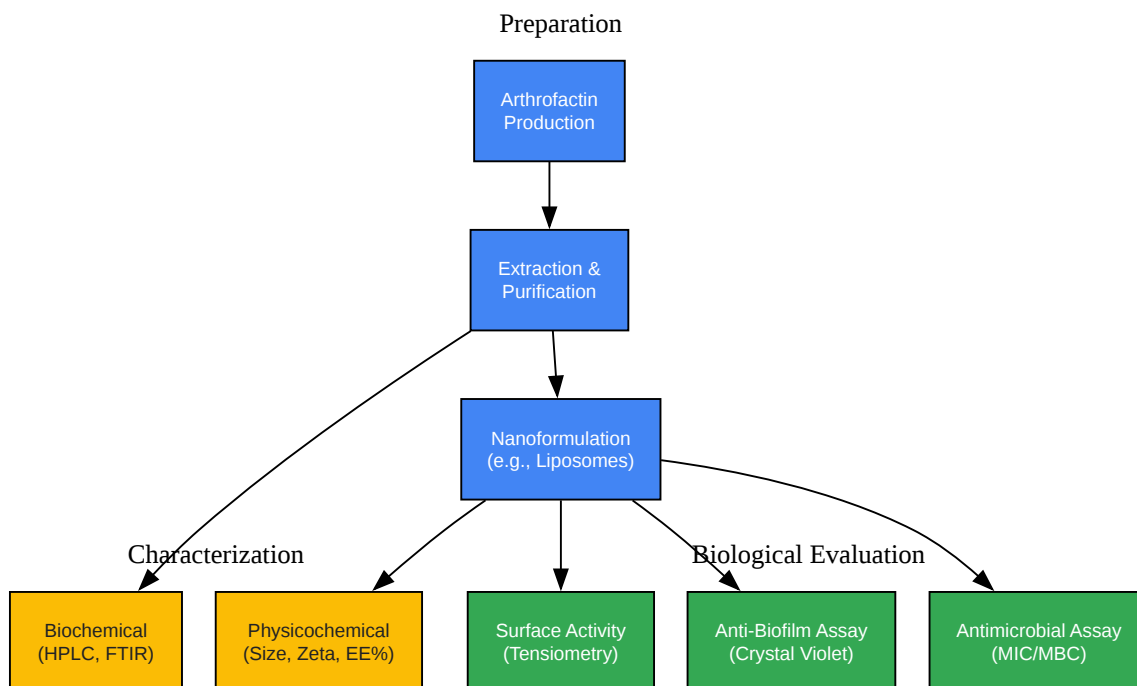 Preparation
Arthrofactin
Production
Extraction &
Purification
Nanoformulation
(e.g., Liposomes)
Characterization
Biological Evaluation
Biochemical
(HPLC, FTIR)
Physicochemical
(Size, Zeta, EE%)
Surface Activity
(Tensiometry)
Anti-Biofilm Assay
(Crystal Violet)
Antimicrobial Assay
(MIC/MBC)